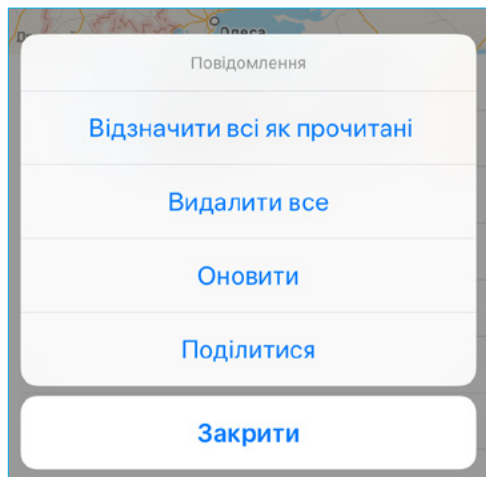 Одеса
Повідомлення
Відзначити всі як прочитані
Видалити все
Оновити
Поділитися
Закрити